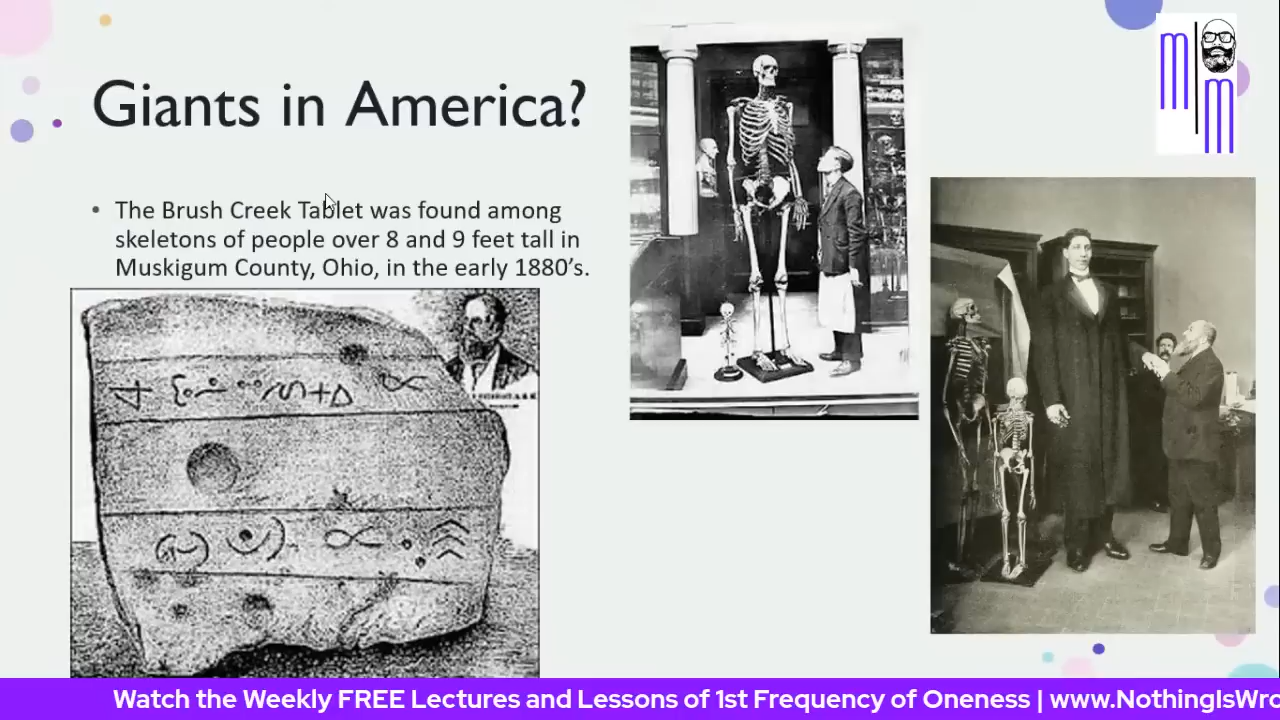 Giants in America?
• The Brush Creek Tablet was found among
skeletons of people over 8 and 9 feet tall in
Muskigum County, Ohio, in the early 1880’s.
m
m
Watch the Weekly FREE Lectures and Lessons of 1st Frequency of Oneness | www.NothingIsWro